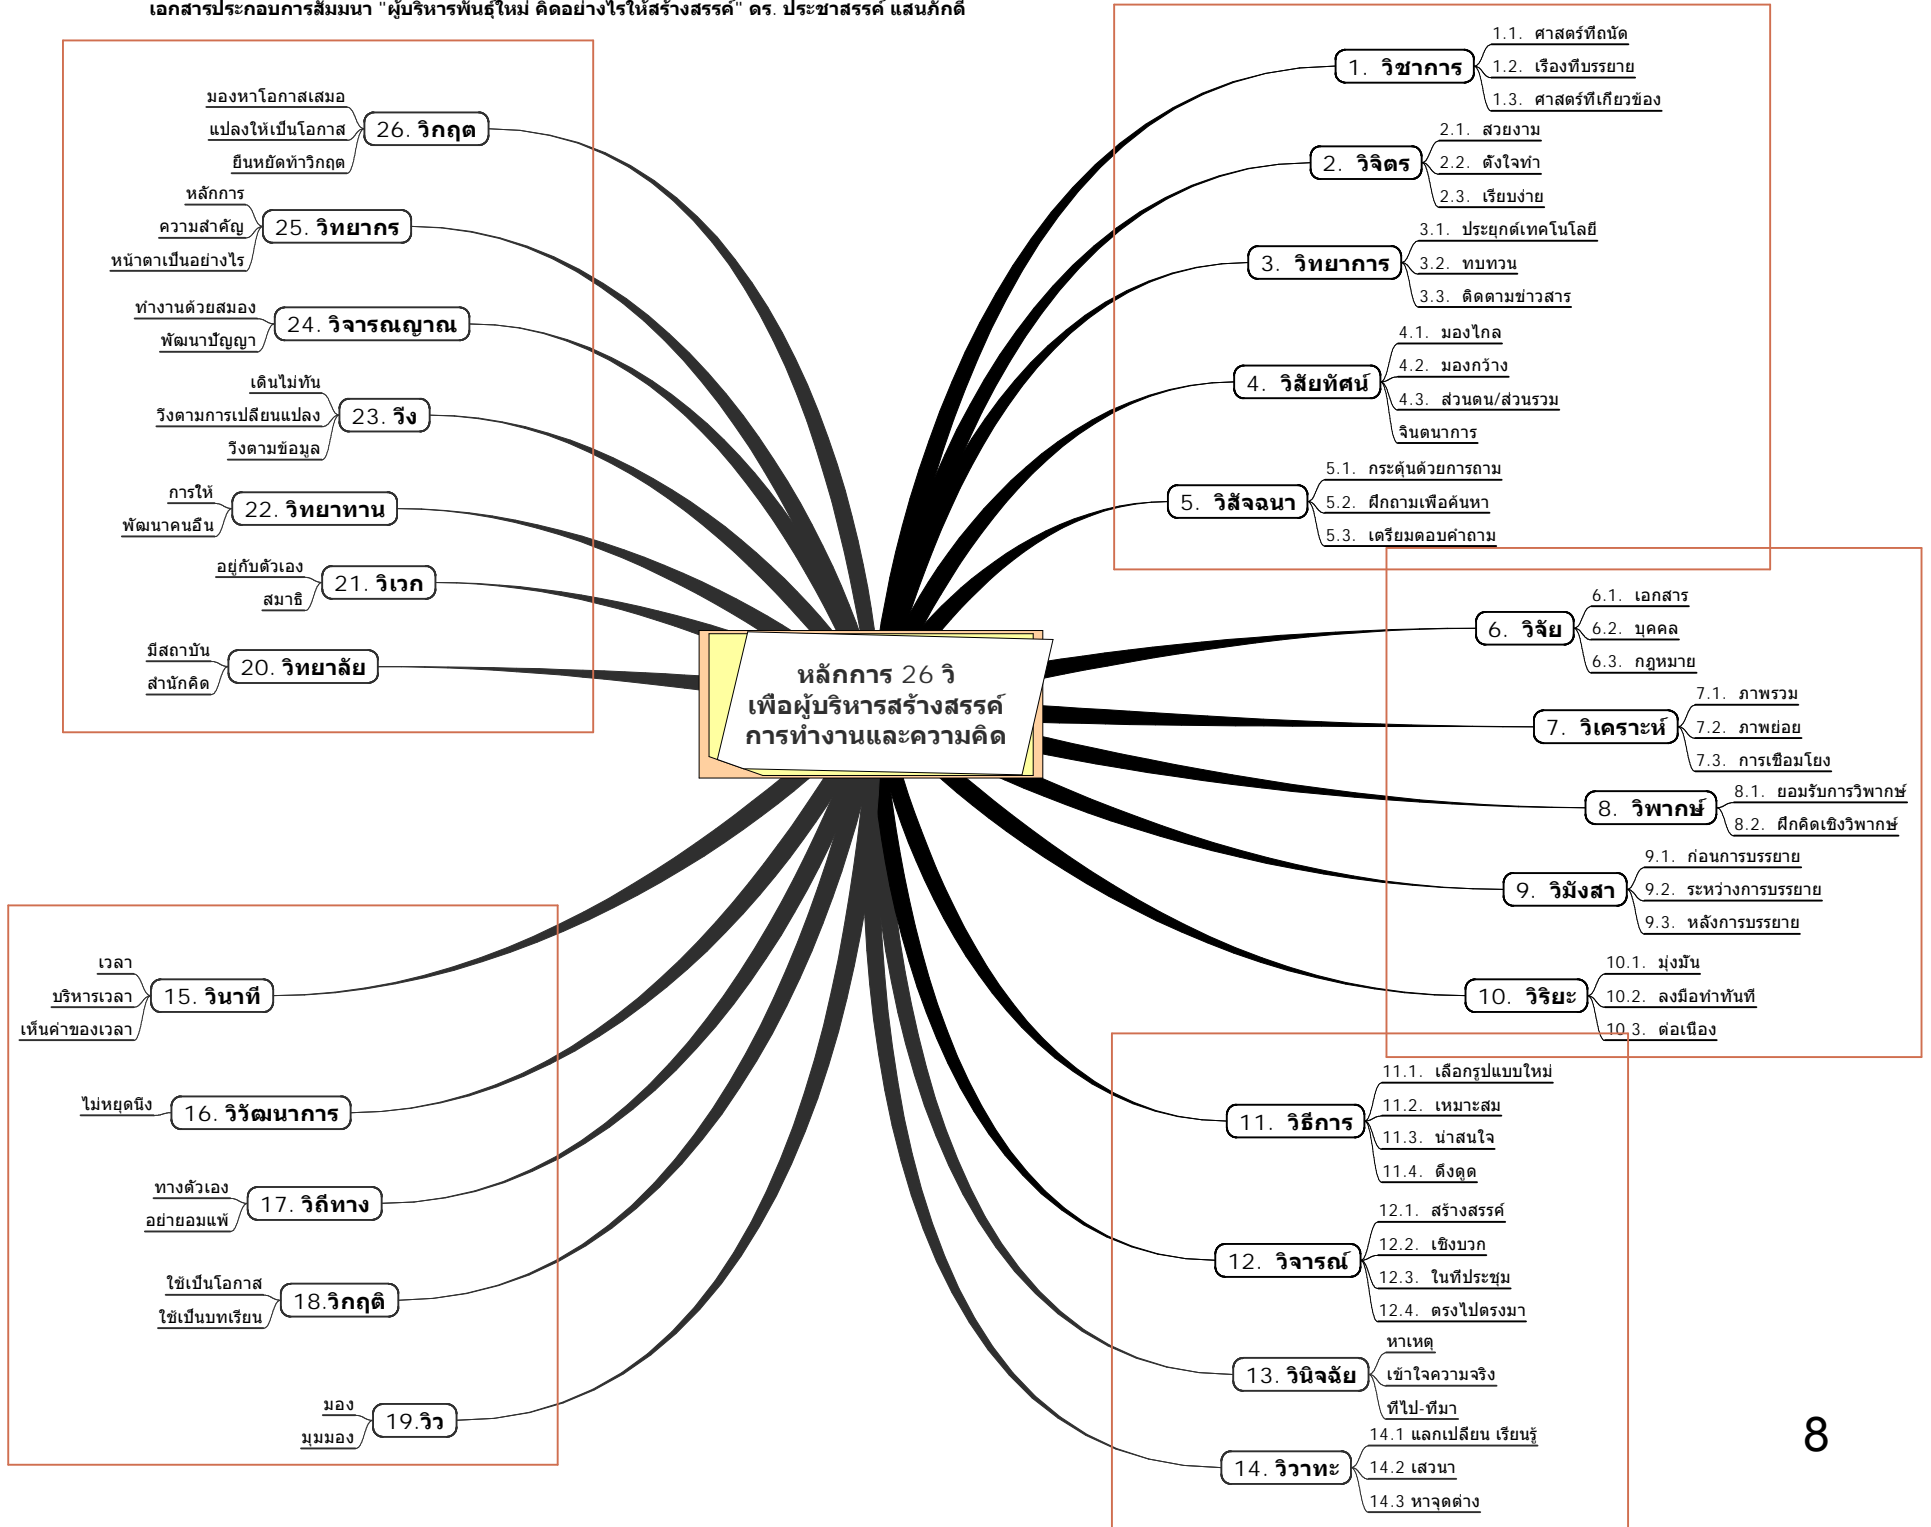 เอกสารประกอบการสัมมนา "ผู้บริหารพันธุ์ใหม่ คิดอย่างไรให้สร้างสรรค์" ดร. ประชาสรรค์ แสนภักดี
หลักการ 26 วิ
เพื่อผู้บริหารสร้างสรรค์
การทำงานและความคิด
1. วิชาการ
1.1. ศาสตร์ที่ถนัด
1.2. เรื่องที่บรรยาย
1.3. ศาสตร์ที่เกี่ยวข้อง
2. วิจิตร
2.1. สวยงาม
2.2. ตั้งใจทำ
2.3. เรียบง่าย
3. วิทยาการ
3.1. ประยุกต์เทคโนโลยี
3.2. ทบทวน
3.3. ติดตามข่าวสาร
4. วิสัยทัศน์
4.1. มองไกล
4.2. มองกว้าง
4.3. ส่วนตน/ส่วนรวม
จินตนาการ
5. วิสัจฉนา
5.1. กระตุ้นด้วยการถาม
5.2. ฝึกถามเพื่อค้นหา
5.3. เตรียมตอบคำถาม
6. วิจัย
6.1. เอกสาร
6.2. บุคคล
6.3. กฎหมาย
7. วิเคราะห์
7.1. ภาพรวม
7.2. ภาพย่อย
7.3. การเชื่อมโยง
8. วิพากษ์
8.1. ยอมรับการวิพากษ์
8.2. ฝึกคิดเชิงวิพากษ์
9. วิมังสา
9.1. ก่อนการบรรยาย
9.2. ระหว่างการบรรยาย
9.3. หลังการบรรยาย
10. วิริยะ
10.1. มุ่งมั่น
10.2. ลงมือทำทันที
10.3. ต่อเนื่อง
11. วิธีการ
11.1. เลือกรูปแบบใหม่
11.2. เหมาะสม
11.3. น่าสนใจ
11.4. ดึงดูด
12. วิจารณ์
12.1. สร้างสรรค์
12.2. เชิงบวก
12.3. ในที่ประชุม
12.4. ตรงไปตรงมา
13. วินิจฉัย
หาเหตุ
เข้าใจความจริง
ที่ไป-ที่มา
14. วิวาทะ
14.1 แลกเปลี่ยน เรียนรู้
14.2 เสวนา
14.3 หาจุดต่าง
15. วินาที
เวลา
บริหารเวลา
เห็นค่าของเวลา
16. วิวัฒนาการ
ไม่หยุดนิ่ง
17. วิถีทาง
ทางตัวเอง
อย่ายอมแพ้
18.วิกฤติ
ใช้เป็นโอกาส
ใช้เป็นบทเรียน
19.วิว
มอง
มุมมอง
20. วิทยาลัย
มีสถาบัน
สำนักคิด
21. วิเวก
อยู่กับตัวเอง
สมาธิ
22. วิทยาทาน
การให้
พัฒนาคนอื่น
23. วิ่ง
เดินไม่ทัน
วิ่งตามการเปลี่ยนแปลง
วิ่งตามข้อมูล
24. วิจารณญาณ
ทำงานด้วยสมอง
พัฒนาปัญญา
25. วิทยากร
หลักการ
ความสำคัญ
หน้าตาเป็นอย่างไร
26. วิกฤต
มองหาโอกาสเสมอ
แปลงให้เป็นโอกาส
ยืนหยัดท้าวิกฤต
8